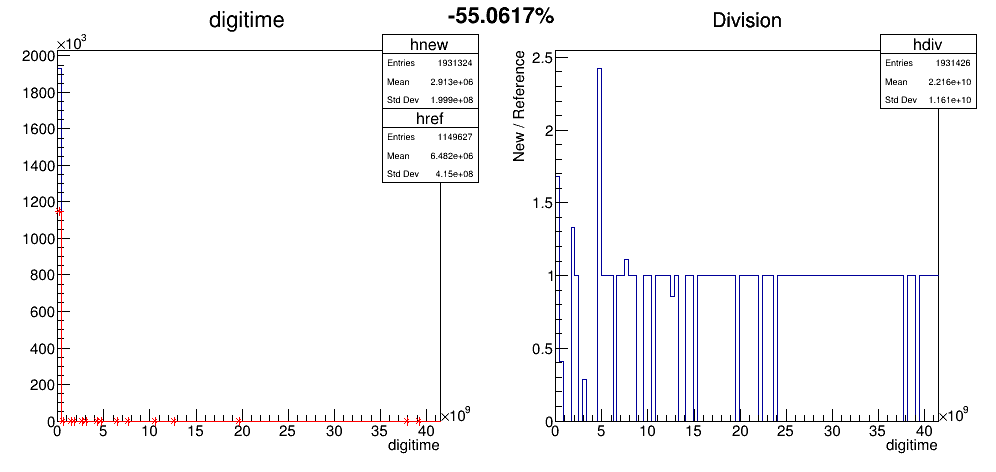 -55.0617%
digitime
×10³
2000
1800
1600
1400
1200
1000
800
600
400
200
0
0 5 10 15 20 25 30 35 40 ×10⁹
digitime
hnew
Entries 1931324
Mean 2.913e+06
Std Dev 1.999e+08
href
Entries 1149627
Mean 6.482e+06
Std Dev 4.15e+08
Division
New / Reference
2.5
2
1.5
1
0.5
0
0 5 10 15 20 25 30 35 40 ×10⁹
digitime
hdiv
Entries 1931426
Mean 2.216e+10
Std Dev 1.161e+10